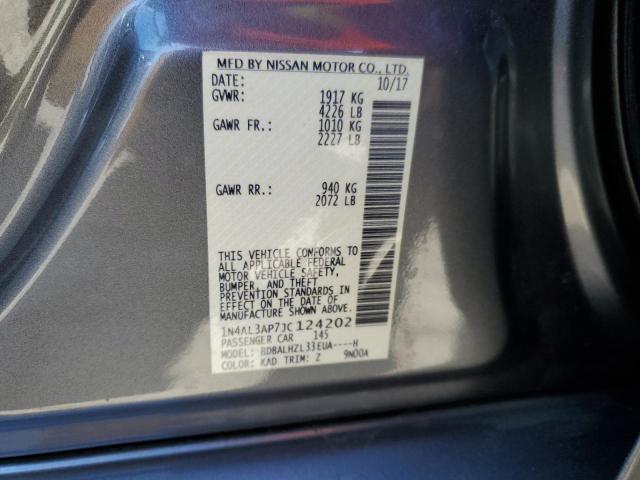 MFD BY NISSAN MOTOR CO., LTD.
DATE: 10/17
GVWR: 1917 KG
4226 LB
GAWR FR.: 1010 KG
2227 LB
GAWR RR.: 940 KG
2072 LB
THIS VEHICLE CONFORMS TO
ALL APPLICABLE FEDERAL
MOTOR VEHICLE SAFETY,
BUMPER, AND THEFT
PREVENTION STANDARDS IN
EFFECT ON THE DATE OF
MANUFACTURE SHOWN ABOVE.
1N4AL3AP7JC124202
PASSENGER CAR 145
MODEL: BDBALHZL33EUA----H
COLOR: KAD TRIM: Z 9N00A